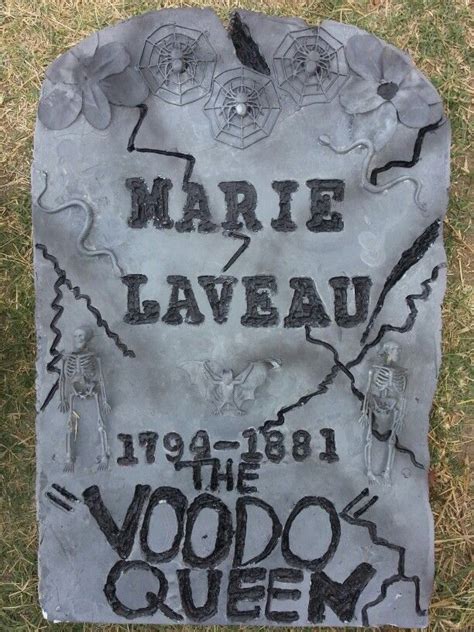 MARIE
LAVEAU
1794-1881
THE
"VOODO"
QUEEN